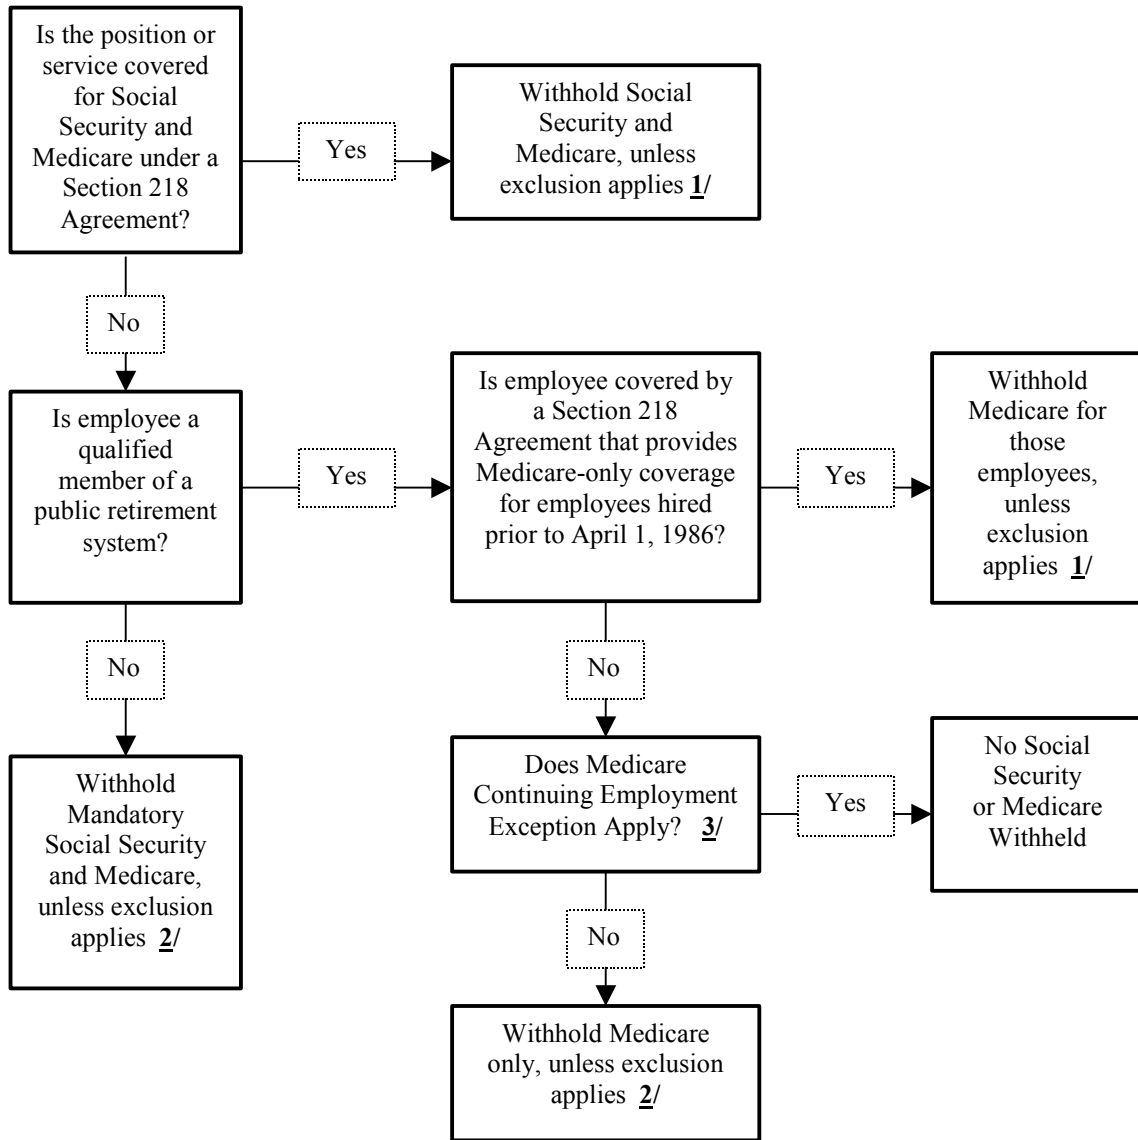 Is the position or
service covered
for Social
Security and
Medicare under a
Section 218
Agreement?
Yes
Withhold Social
Security and
Medicare, unless
exclusion applies 1/
No
Is employee a
qualified
member of a
public retirement
system?
Yes
Is employee covered by
a Section 218
Agreement that provides
Medicare-only coverage
for employees hired
prior to April 1, 1986?
Yes
Withhold
Medicare for
those
employees,
unless
exclusion
applies 1/
No
Withhold
Mandatory
Social Security
and Medicare,
unless exclusion
applies 2/
No
Does Medicare
Continuing Employment
Exception Apply? 3/
Yes
No Social
Security
or Medicare
Withheld
No
Withhold Medicare
only, unless exclusion
applies 2/